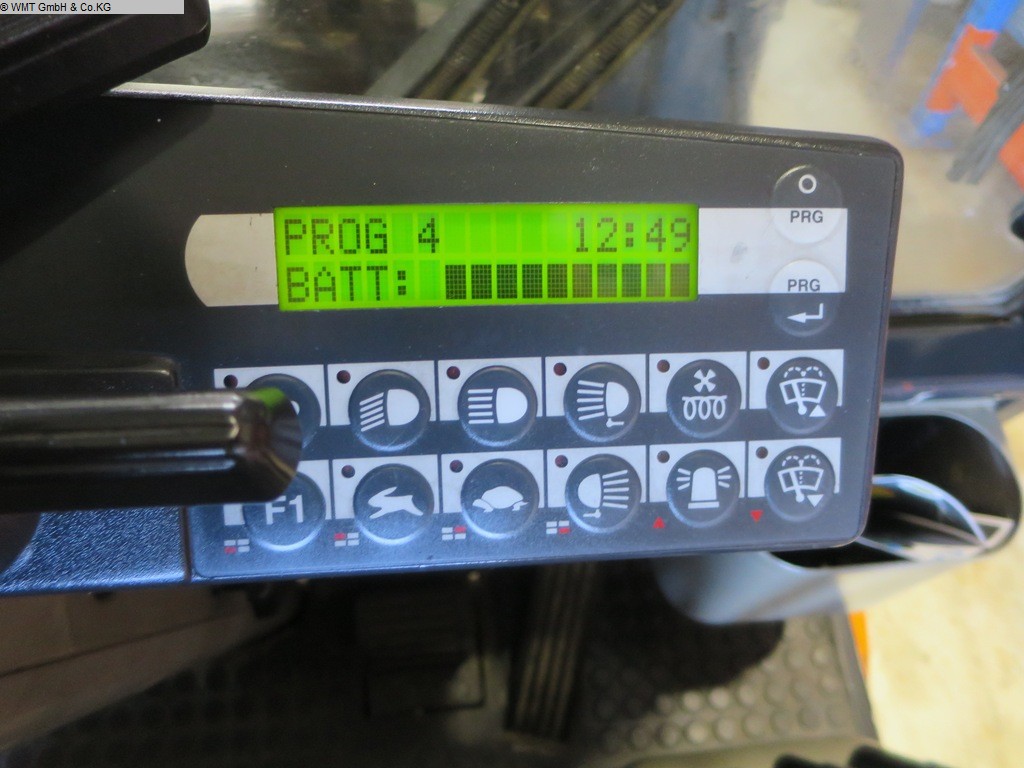 © WMT GmbH & Co.KG
PROG 4 12:49
BATT:
PRG
PRG
F1